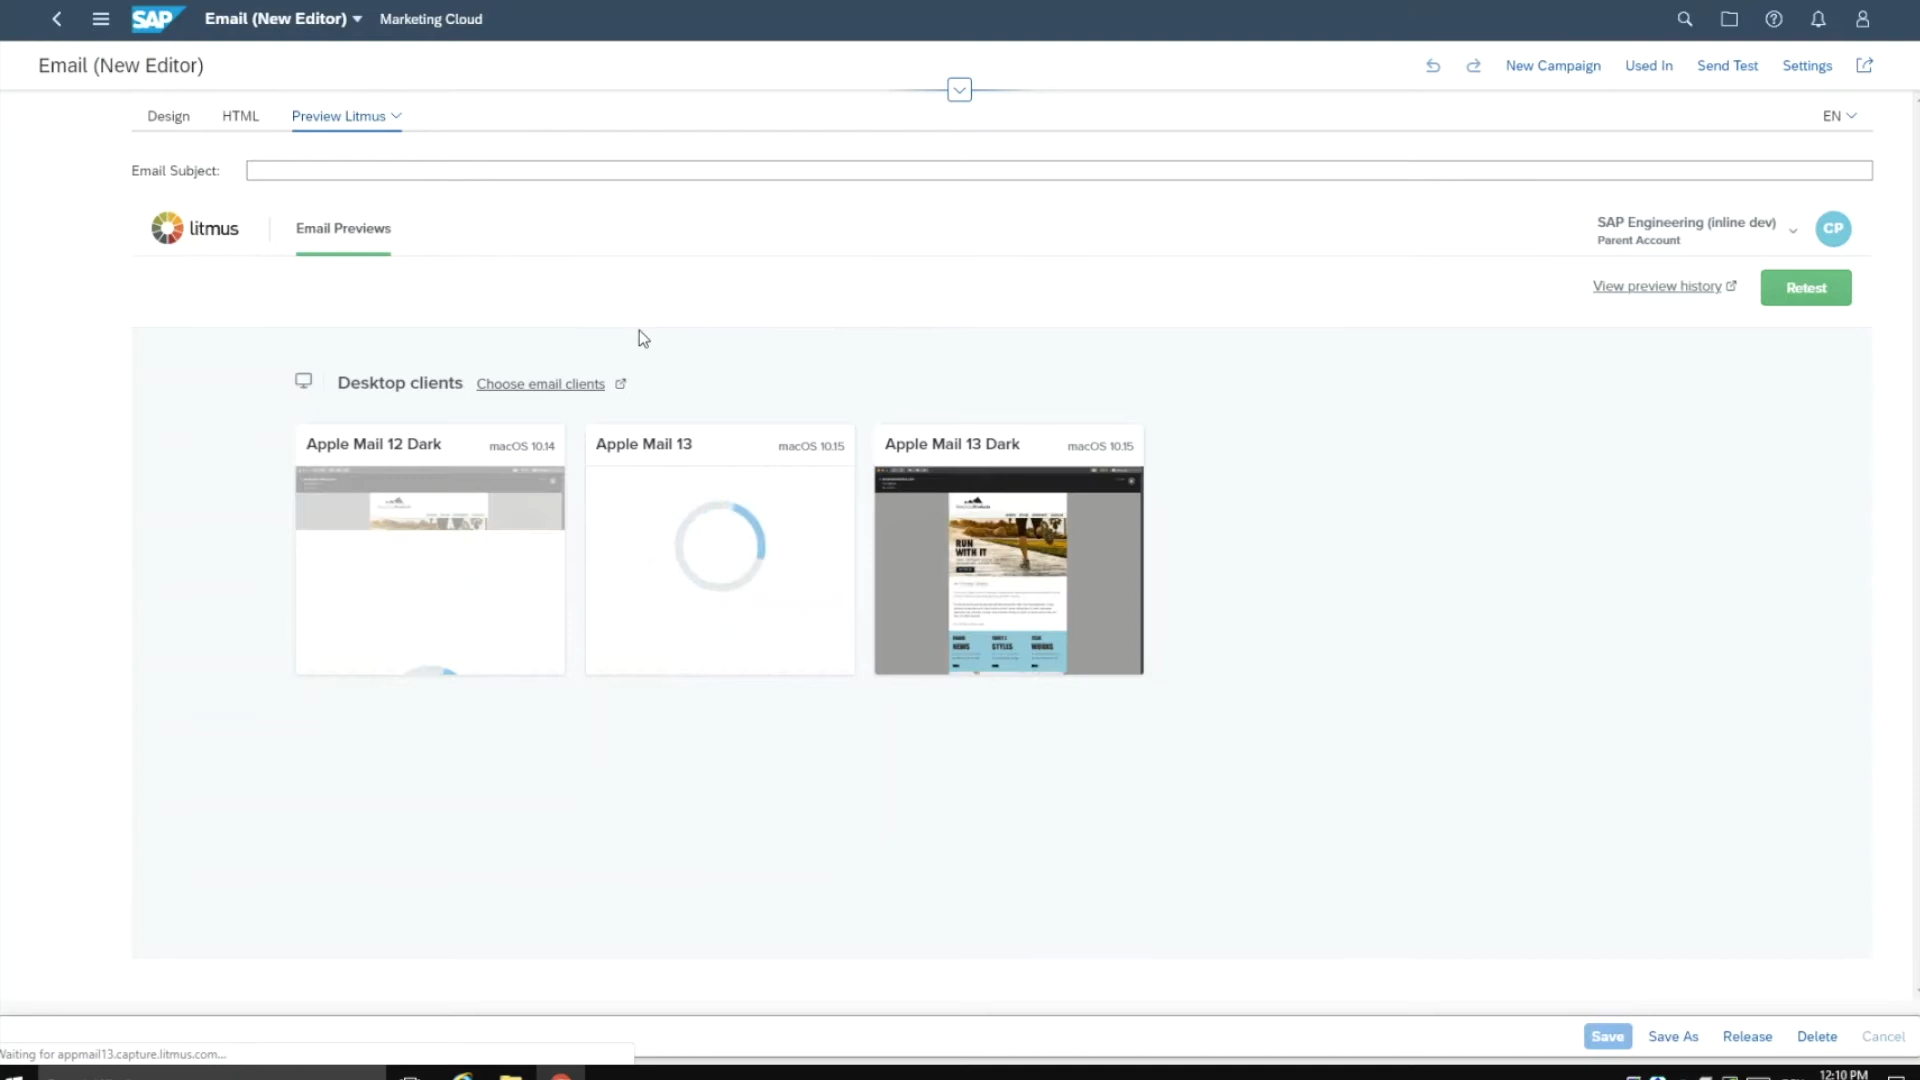 SAP Email (New Editor) Marketing Cloud
Email (New Editor)
New Campaign Used In Send Test Settings
Design HTML Preview Litmus EN
Email Subject:
litmus Email Previews
SAP Engineering (inline dev)
Parent Account
CP
View preview history Retest
Desktop clients Choose email clients
Apple Mail 12 Dark macOS 10.14
Apple Mail 13 macOS 10.15
Apple Mail 13 Dark macOS 10.15
RUN
WITH IT
NEWS STYLES WORKS
Save Save As Release Delete Cancel
Waiting for appmail13.capture.litmus.com...
12:10 PM